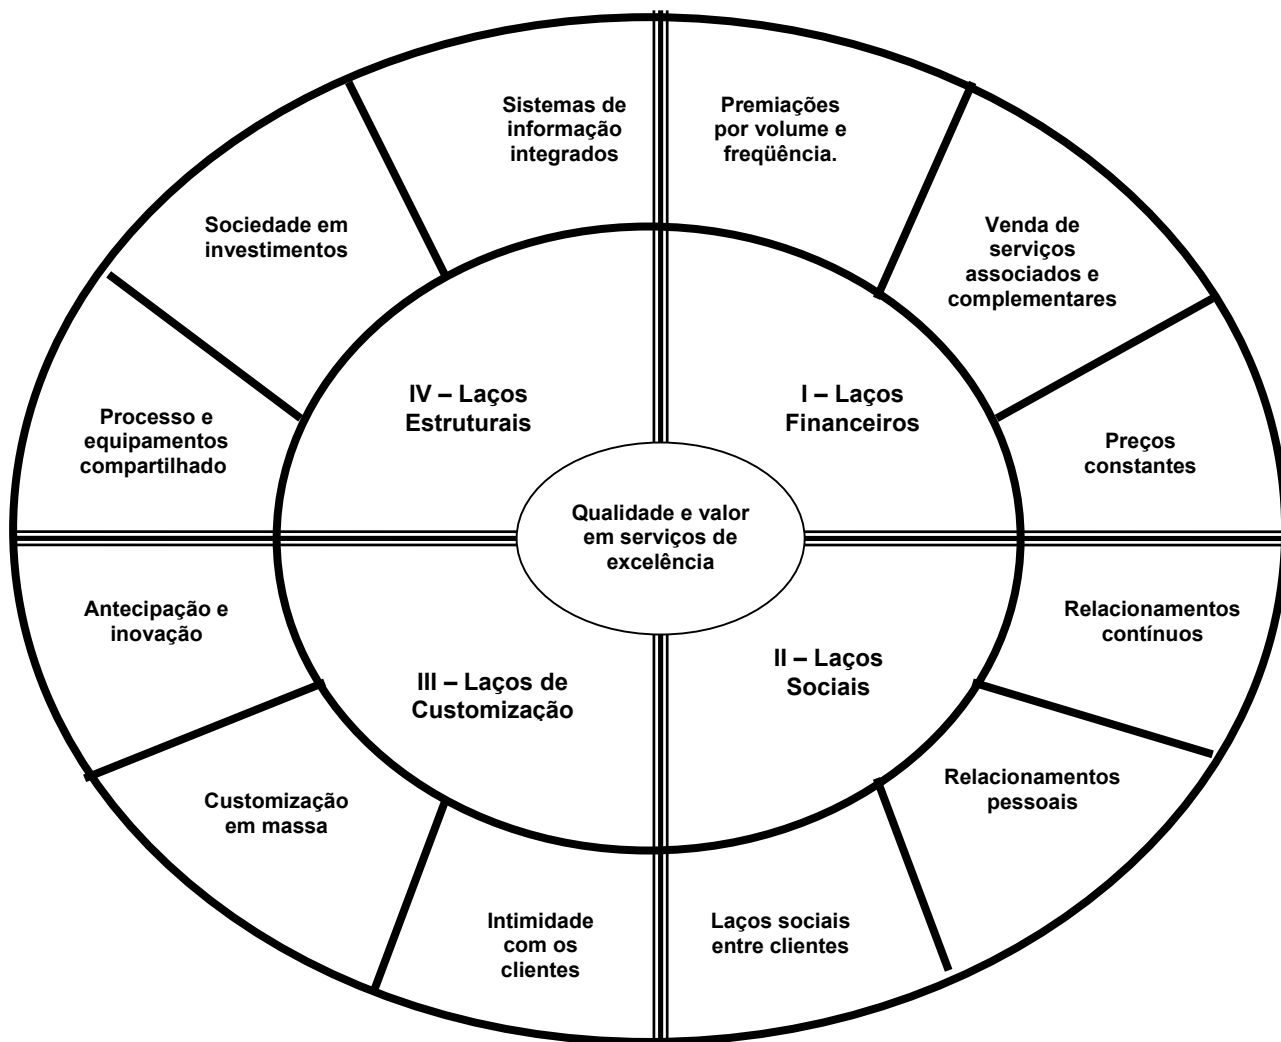 Sistemas de
informação
integrados
Premiações
por volume e
freqüência.
Sociedade em
investimentos
Venda de
serviços
associados e
complementares
IV – Laços
Estruturais
I – Laços
Financeiros
Processo e
equipamentos
compartilhado
Preços
constantes
Qualidade e valor
em serviços de
excelência
Antecipação e
inovação
Relacionamentos
contínuos
III – Laços de
Customização
II – Laços
Sociais
Customização
em massa
Relacionamentos
pessoais
Intimidade
com os
clientes
Laços sociais
entre clientes